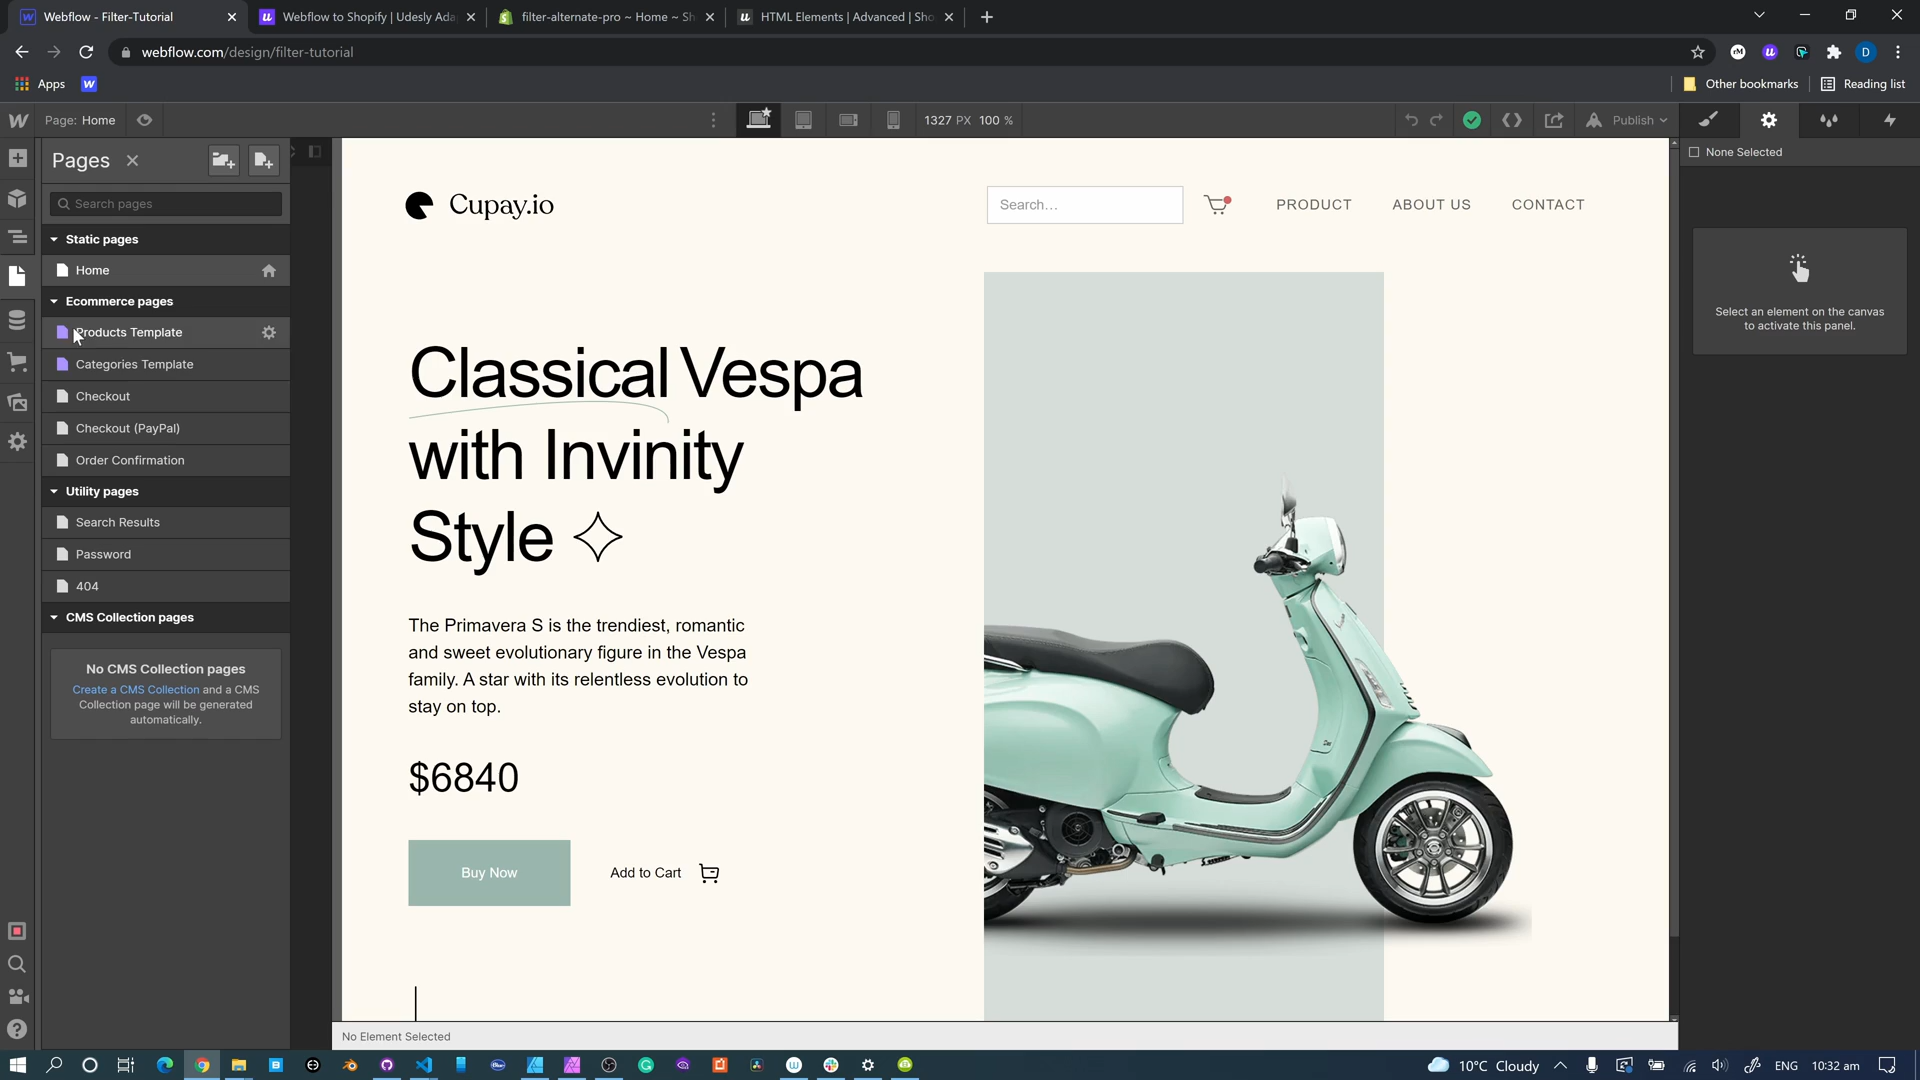 Webflow - Filter-Tutorial
Webflow to Shopify | Udesly Ada
filter-alternate-pro ~ Home ~ Sh
HTML Elements | Advanced | Sho
webflow.com/design/filter-tutorial
Apps
Other bookmarks
Reading list
Page: Home
1327 PX 100 %
Publish
Pages
None Selected
Search pages
Static pages
Home
Ecommerce pages
Products Template
Categories Template
Checkout
Checkout (PayPal)
Order Confirmation
Utility pages
Search Results
Password
404
CMS Collection pages
No CMS Collection pages
Create a CMS Collection and a CMS
Collection page will be generated
automatically.
Cupay.io
Search…
PRODUCT
ABOUT US
CONTACT
Classical Vespa
with Invinity
Style
The Primavera S is the trendiest, romantic
and sweet evolutionary figure in the Vespa
family. A star with its relentless evolution to
stay on top.
$6840
Buy Now
Add to Cart
Select an element on the canvas
to activate this panel.
No Element Selected
10°C Cloudy
ENG
10:32 am